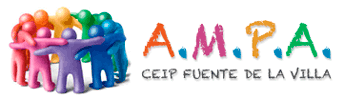 A.M.P.A.
CEIP FUENTE DE LA VILLA